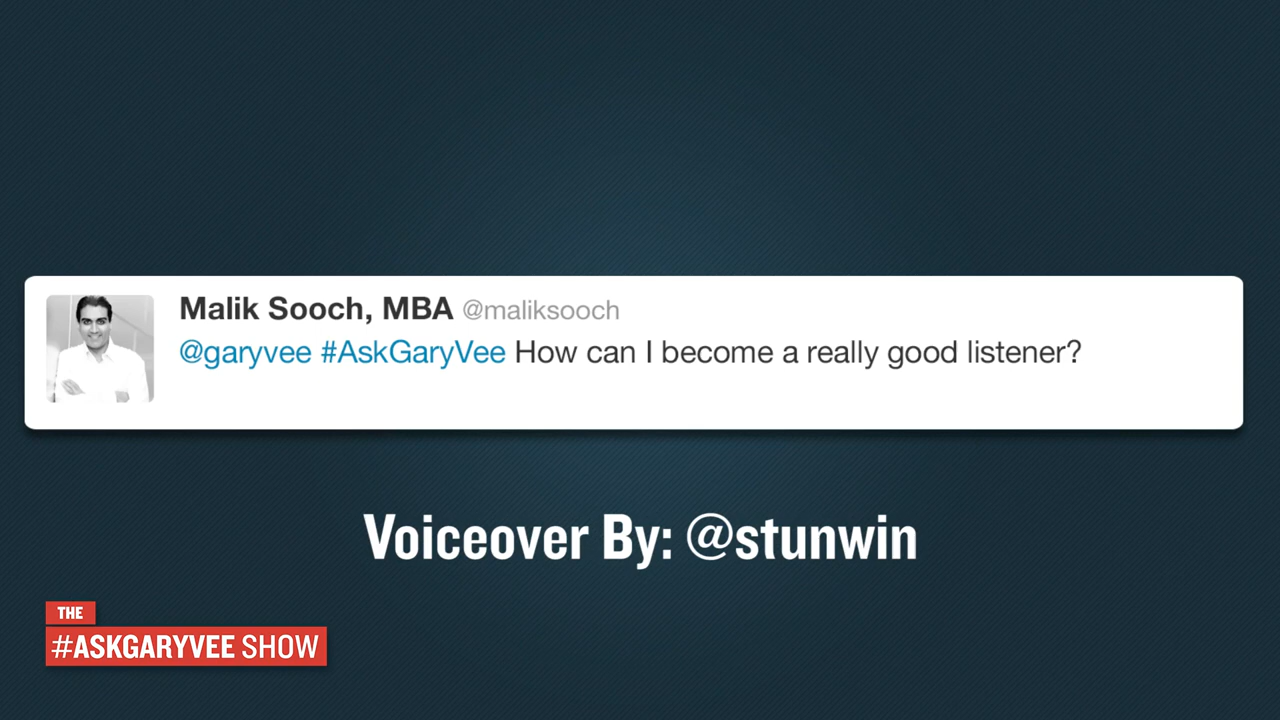 Malik Sooch, MBA @maliksooch
@garyvee #AskGaryVee How can I become a really good listener?
Voiceover By: @stunwin
THE
#ASKGARYVEE SHOW